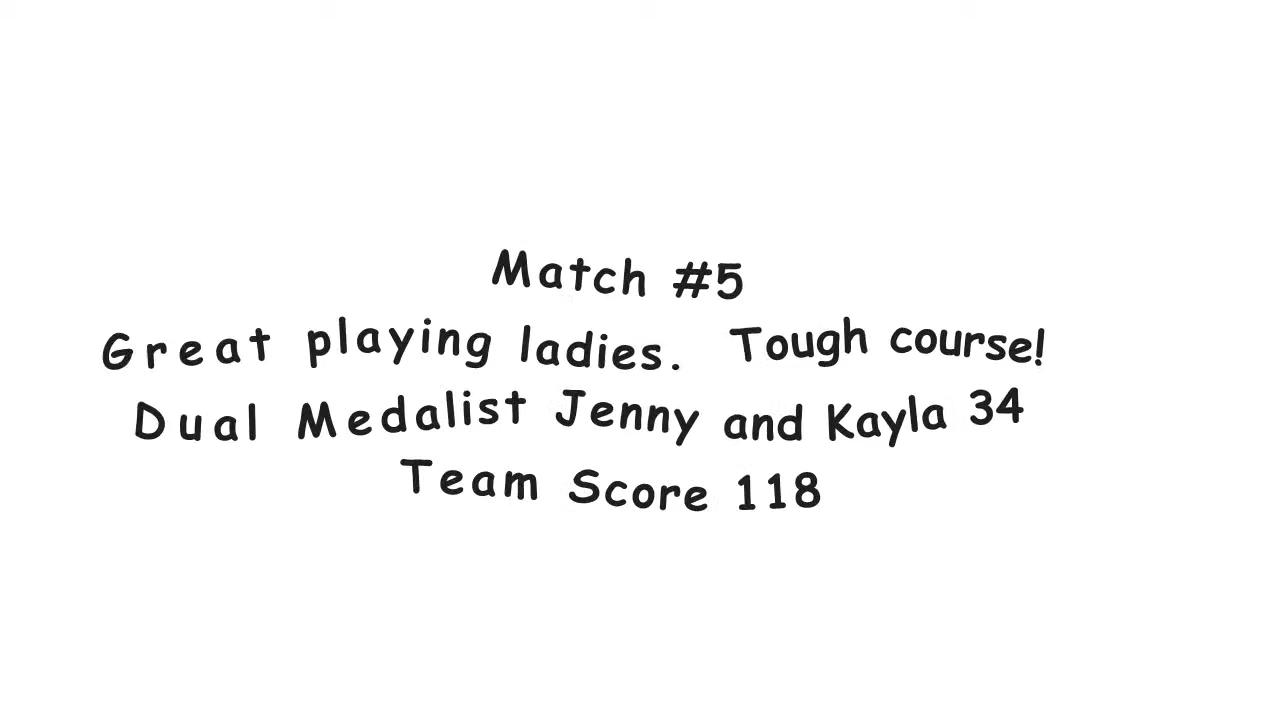 Match #5
Great playing ladies.  Tough course!
Dual Medalist Jenny and Kayla 34
Team Score 118